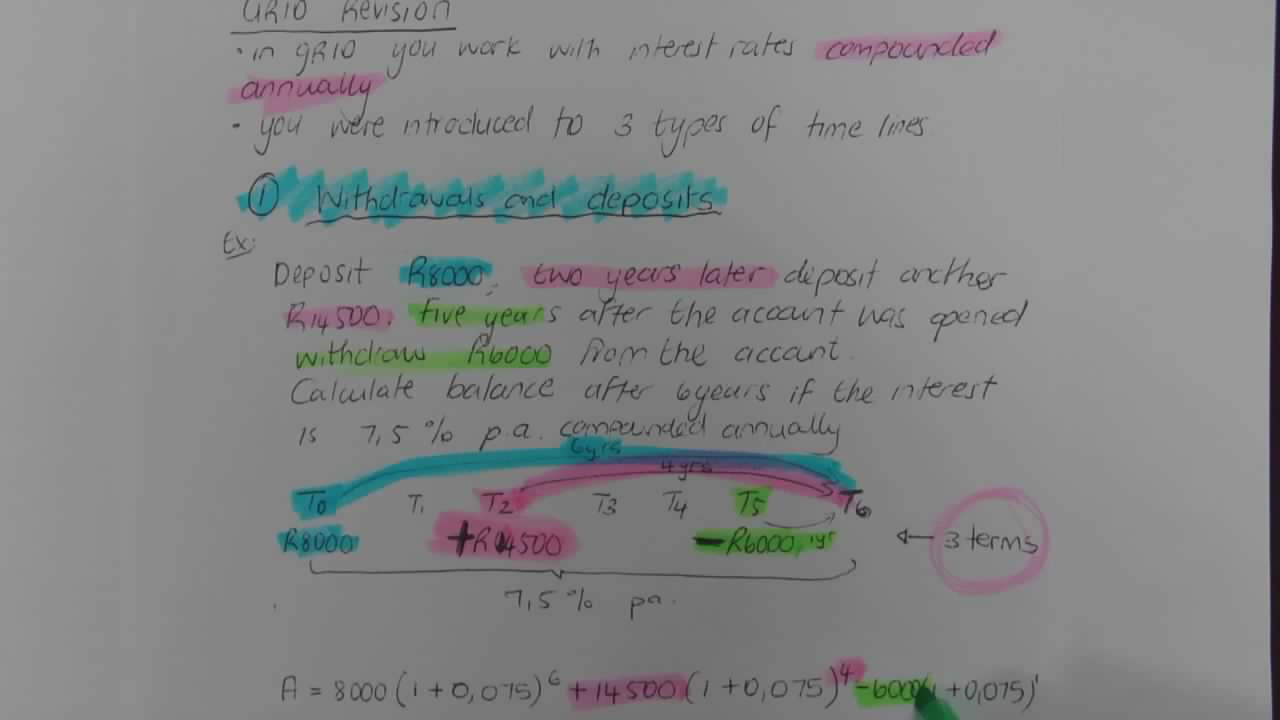 GR10 Revision
· in gR10 you work with interest rates compounded
annually
· you were introduced to 3 types of time lines
① Withdrawals and deposits
Ex:
Deposit R8000, two years later deposit another
R14500, five years after the account was opened
withdraw R6000 from the account.
Calculate balance after 6years if the interest
is 7,5% p.a. compounded annually
6yrs
4yrs
T0 T1 T2 T3 T4 T5 T6
R8000 +R14500 -R6000, 1yr ← 3 terms
7,5% pa.
A = 8000(1+0,075)^6 +14500(1+0,075)^4 -6000(1+0,075)^1